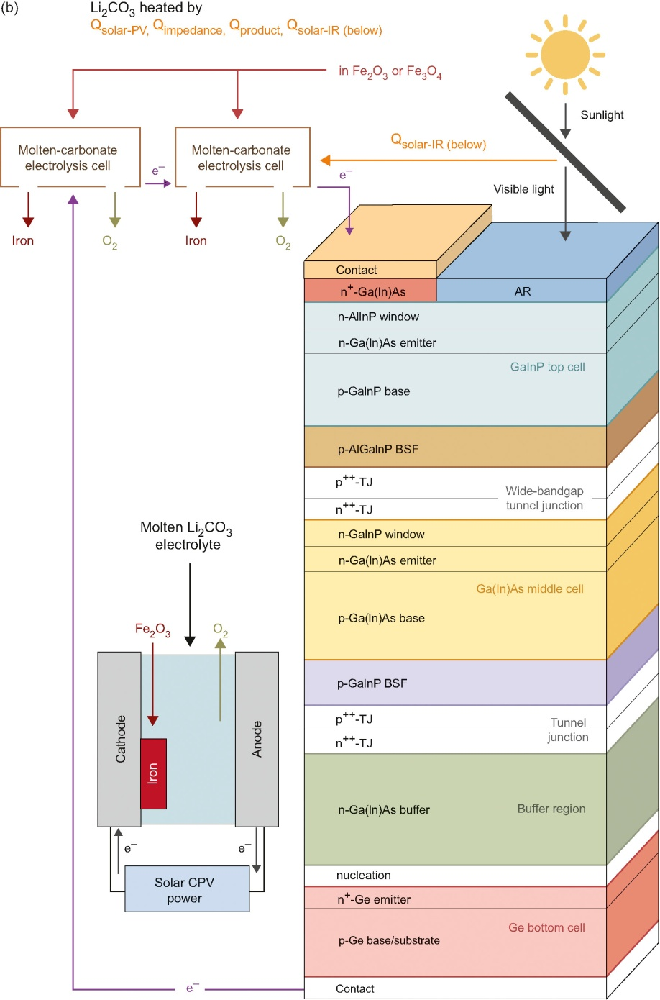 (b)
Li₂CO₃ heated by
Qsolar-PV, Qimpedance, Qproduct, Qsolar-IR (below)
in Fe₂O₃ or Fe₃O₄
Sunlight
Molten-carbonate
electrolysis cell
e⁻
Molten-carbonate
electrolysis cell
Qsolar-IR (below)
e⁻
Visible light
Iron
O₂
Iron
O₂
Contact
n⁺-Ga(In)As
AR
n-AlInP window
n-Ga(In)As emitter
GaInP top cell
p-GaInP base
p-AlGaInP BSF
p⁺⁺-TJ
Wide-bandgap
tunnel junction
n⁺⁺-TJ
n-GaInP window
n-Ga(In)As emitter
Ga(In)As middle cell
p-Ga(In)As base
p-GaInP BSF
p⁺⁺-TJ
Tunnel
junction
n⁺⁺-TJ
n-Ga(In)As buffer
Buffer region
nucleation
n⁺-Ge emitter
Ge bottom cell
p-Ge base/substrate
Contact
Molten Li₂CO₃
electrolyte
Fe₂O₃
O₂
Cathode
Iron
Anode
e⁻
e⁻
Solar CPV
power
e⁻